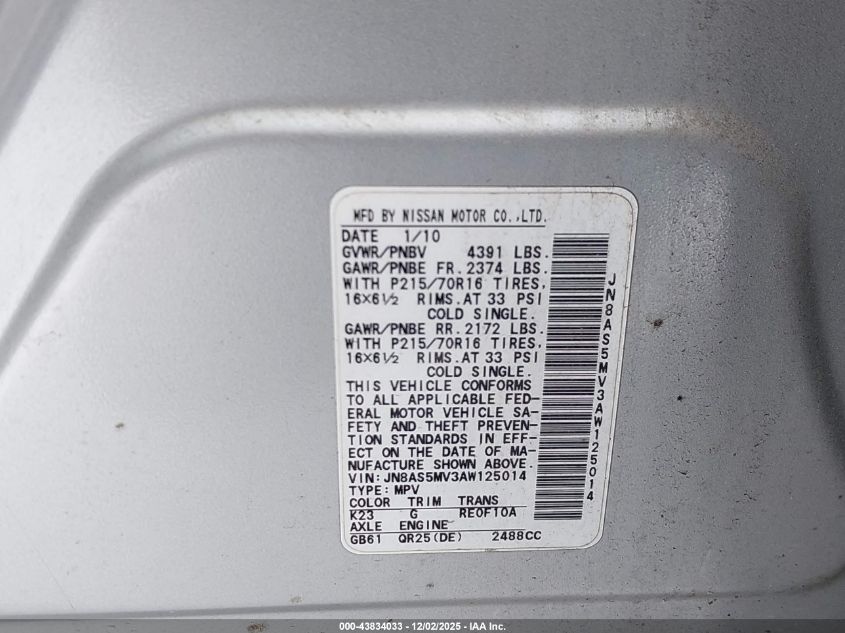 MFD BY NISSAN MOTOR CO.,LTD.
DATE 1/10
GVWR/PNBV 4391 LBS.
GAWR/PNBE FR. 2374 LBS.
WITH P215/70R16 TIRES,
16×6½ RIMS. AT 33 PSI
COLD SINGLE.
GAWR/PNBE RR. 2172 LBS.
WITH P215/70R16 TIRES,
16×6½ RIMS. AT 33 PSI
COLD SINGLE.
THIS VEHICLE CONFORMS
TO ALL APPLICABLE FED-
ERAL MOTOR VEHICLE SA-
FETY AND THEFT PREVEN-
TION STANDARDS IN EFF-
ECT ON THE DATE OF MA-
NUFACTURE SHOWN ABOVE.
VIN: JN8AS5MV3AW125014
TYPE: MPV
COLOR TRIM TRANS
K23 G RE0F10A
AXLE ENGINE
GB61 QR25(DE) 2488CC
JN8AS5MV3AW125014
000-43834033 - 12/02/2025 - IAA Inc.